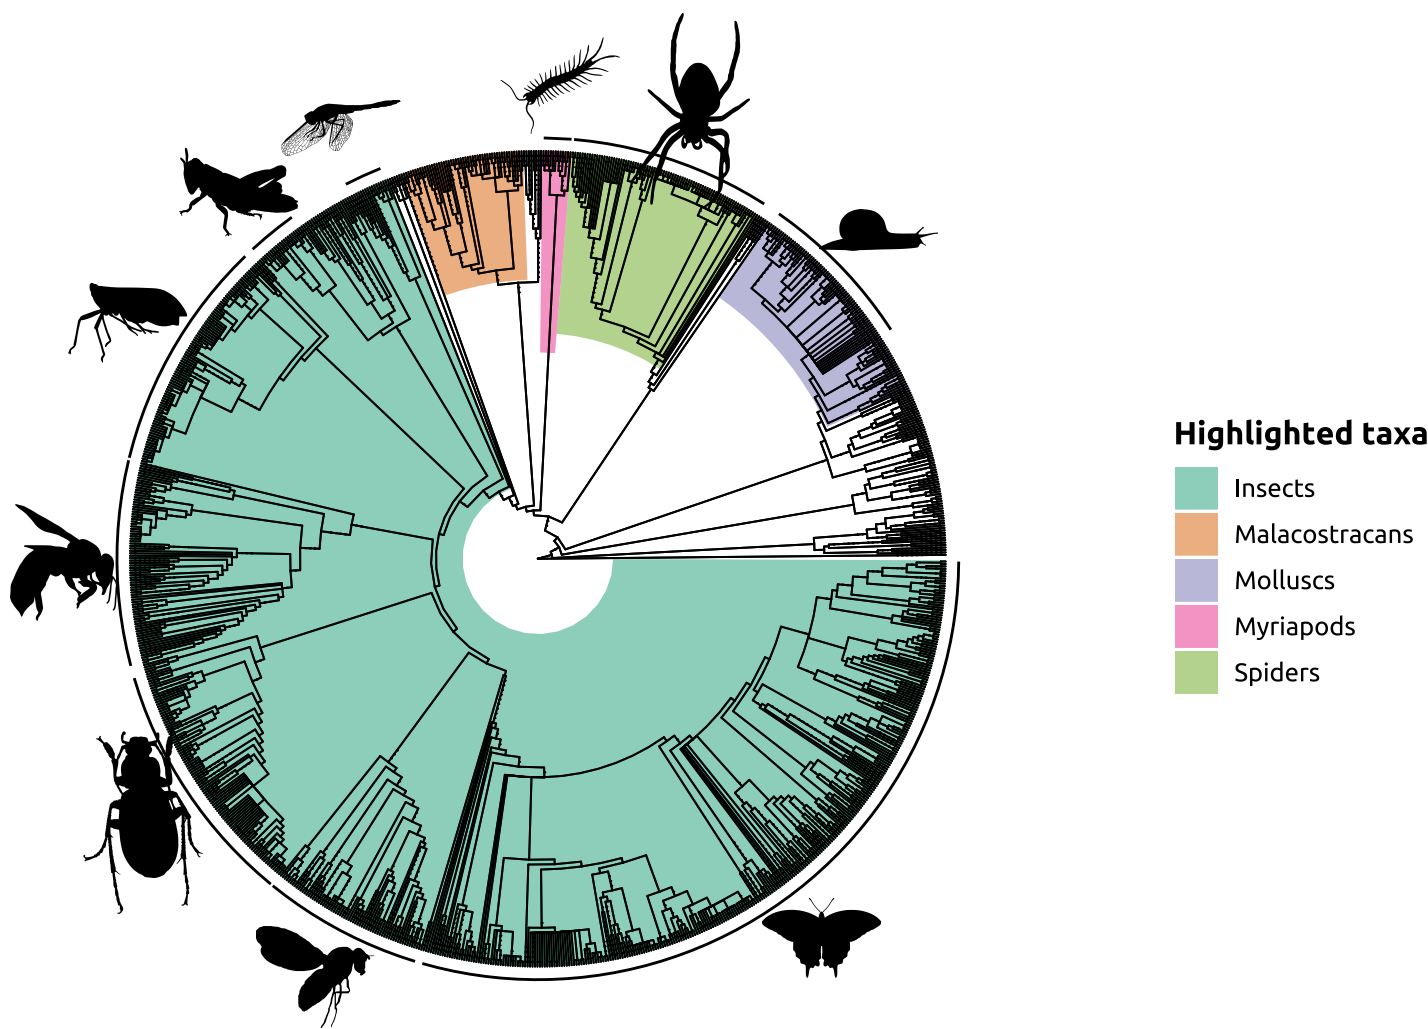 Highlighted taxa
Insects
Malacostracans
Molluscs
Myriapods
Spiders